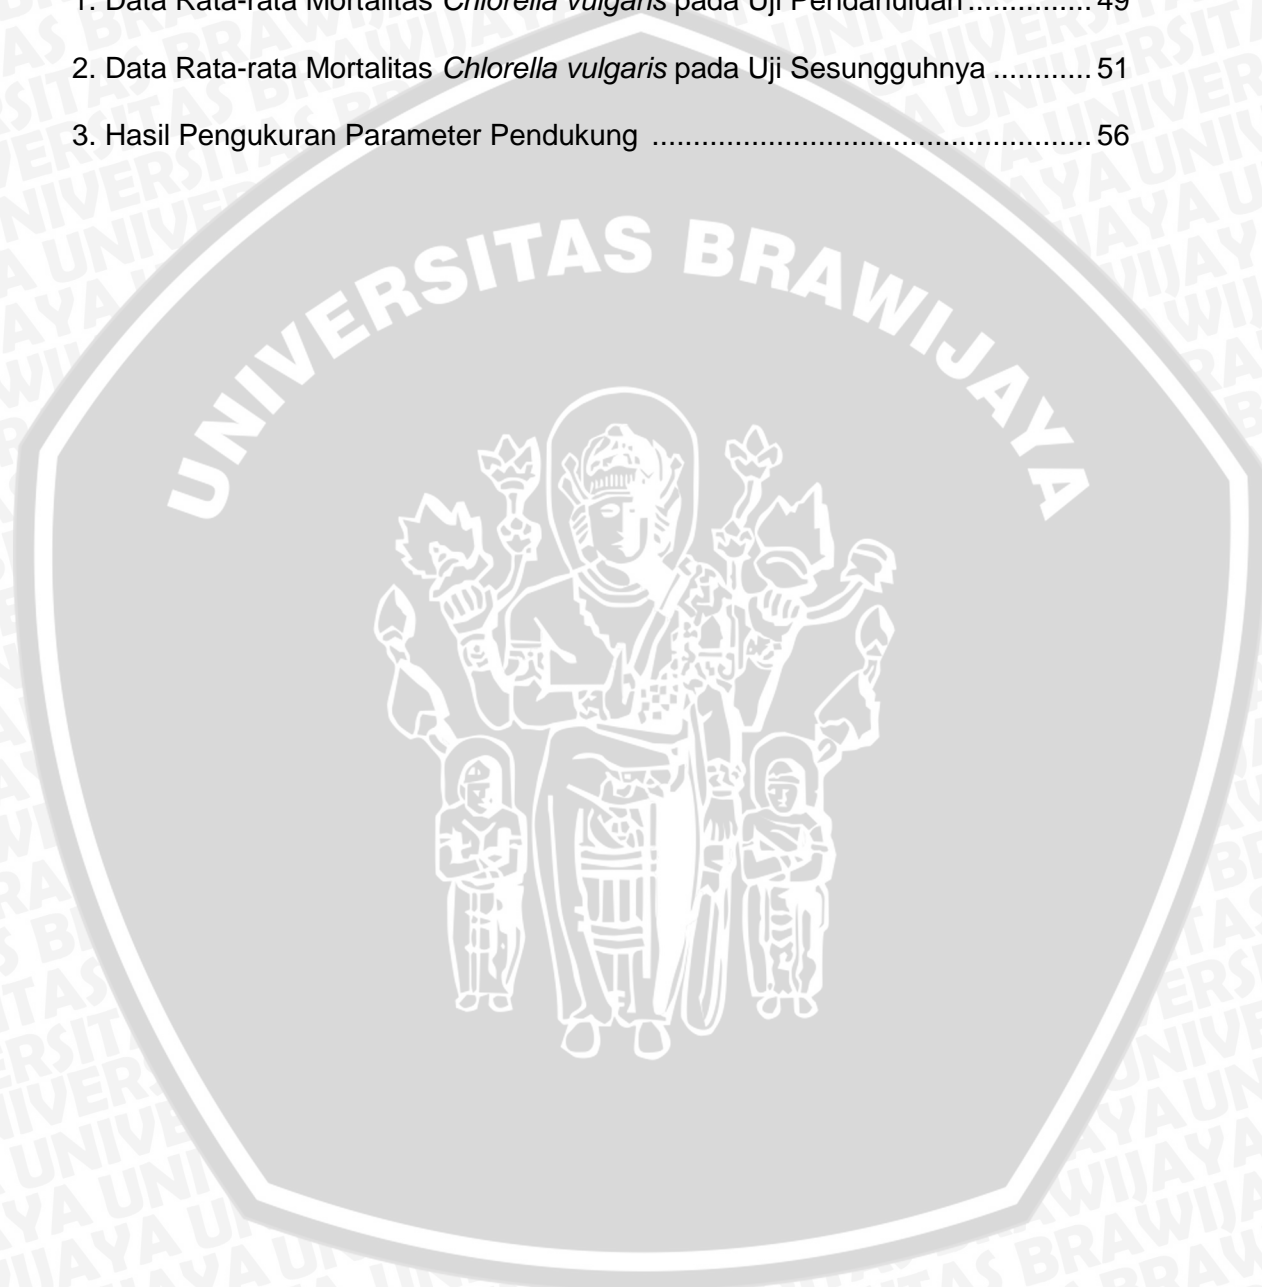 1. Data Rata-rata Mortalitas Chlorella vulgaris pada Uji Pendahuluan............... 49
2. Data Rata-rata Mortalitas Chlorella vulgaris pada Uji Sesungguhnya ............ 51
3. Hasil Pengukuran Parameter Pendukung ..................................................... 56
UNIVERSITAS BRAWIJAYA